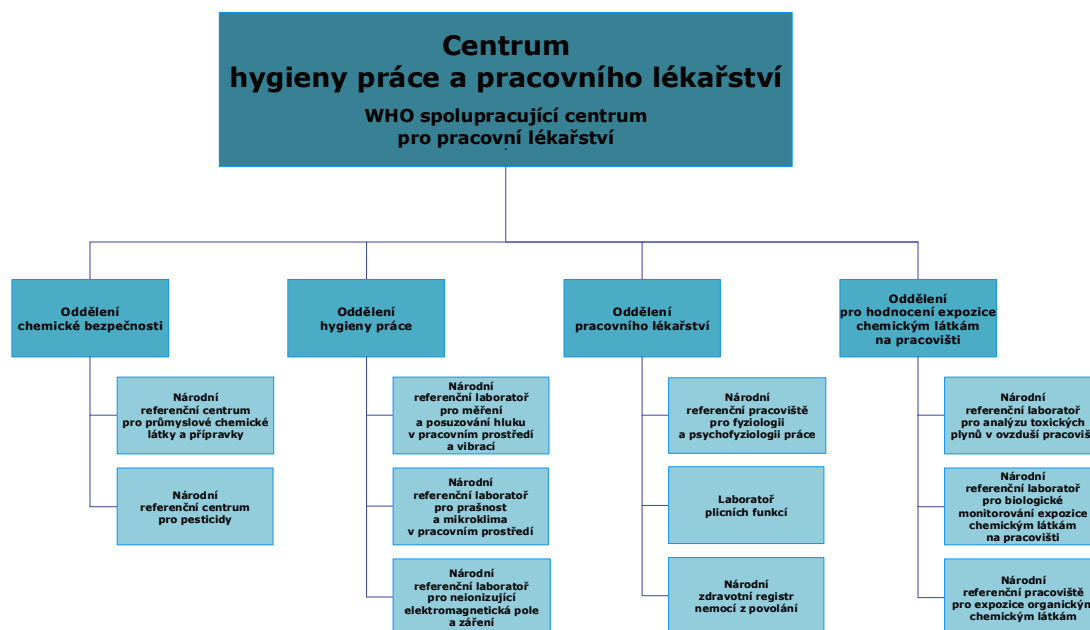 Centrum
hygieny práce a pracovního lékařství
WHO spolupracující centrum
pro pracovní lékařství
Oddělení
chemické bezpečnosti
Oddělení
hygieny práce
Oddělení
pracovního lékařství
Oddělení
pro hodnocení expozice
chemickým látkám
na pracovišti
Národní
referenční centrum
pro průmyslové chemické
látky a přípravky
Národní
referenční centrum
pro pesticidy
Národní
referenční laboratoř
pro měření
a posuzování hluku
v pracovním prostředí
a vibrací
Národní
referenční laboratoř
pro prašnost
a mikroklima
v pracovním prostředí
Národní
referenční laboratoř
pro neionizující
elektromagnetická pole
a záření
Národní
referenční pracoviště
pro fyziologii
a psychofyziologii práce
Laboratoř
plicních funkcí
Národní
zdravotní registr
nemocí z povolání
Národní
referenční laboratoř
pro analýzu toxických
plynů v ovzduší
Národní
referenční laboratoř
pro biologické
monitorování expozice
chemickým látkám
na pracovišti
Národní
referenční pracoviště
pro expozice organickým
chemickým látkám